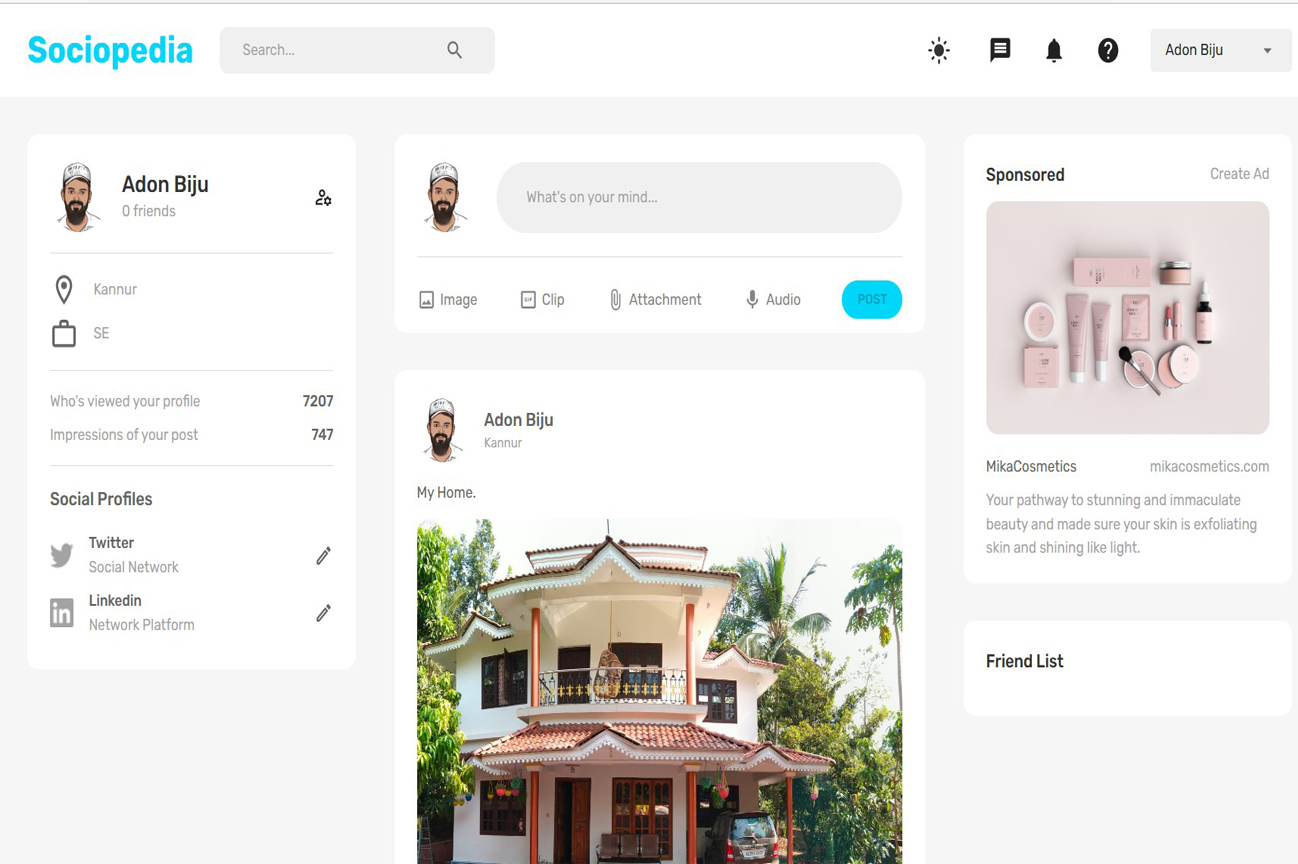 Sociopedia
Search...
Adon Biju
Adon Biju
0 friends
Kannur
SE
Who's viewed your profile 7207
Impressions of your post 747
Social Profiles
Twitter
Social Network
Linkedin
Network Platform
What's on your mind...
Image
GIF Clip
Attachment
Audio
POST
Adon Biju
Kannur
My Home.
Sponsored
Create Ad
MikaCosmetics mikacosmetics.com
Your pathway to stunning and immaculate
beauty and made sure your skin is exfoliating
skin and shining like light.
Friend List